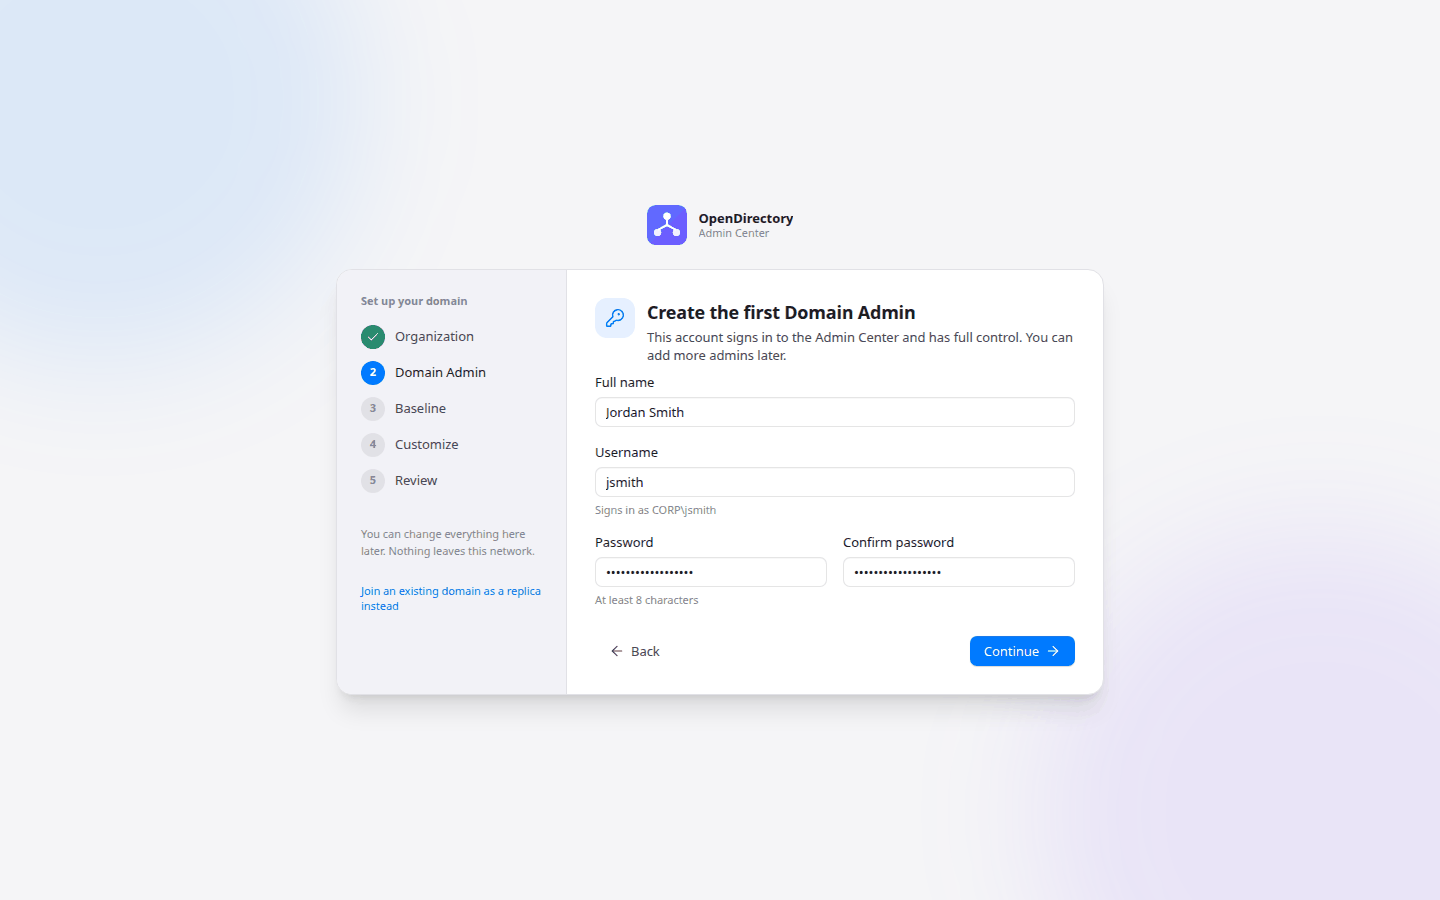 OpenDirectory
Admin Center
Set up your domain
Organization
2 Domain Admin
3 Baseline
4 Customize
5 Review
You can change everything here
later. Nothing leaves this network.
Join an existing domain as a replica
instead
Create the first Domain Admin
This account signs in to the Admin Center and has full control. You can
add more admins later.
Full name
Jordan Smith
Username
jsmith
Signs in as CORP\jsmith
Password
Confirm password
••••••••••••••••••
••••••••••••••••••
At least 8 characters
Back
Continue